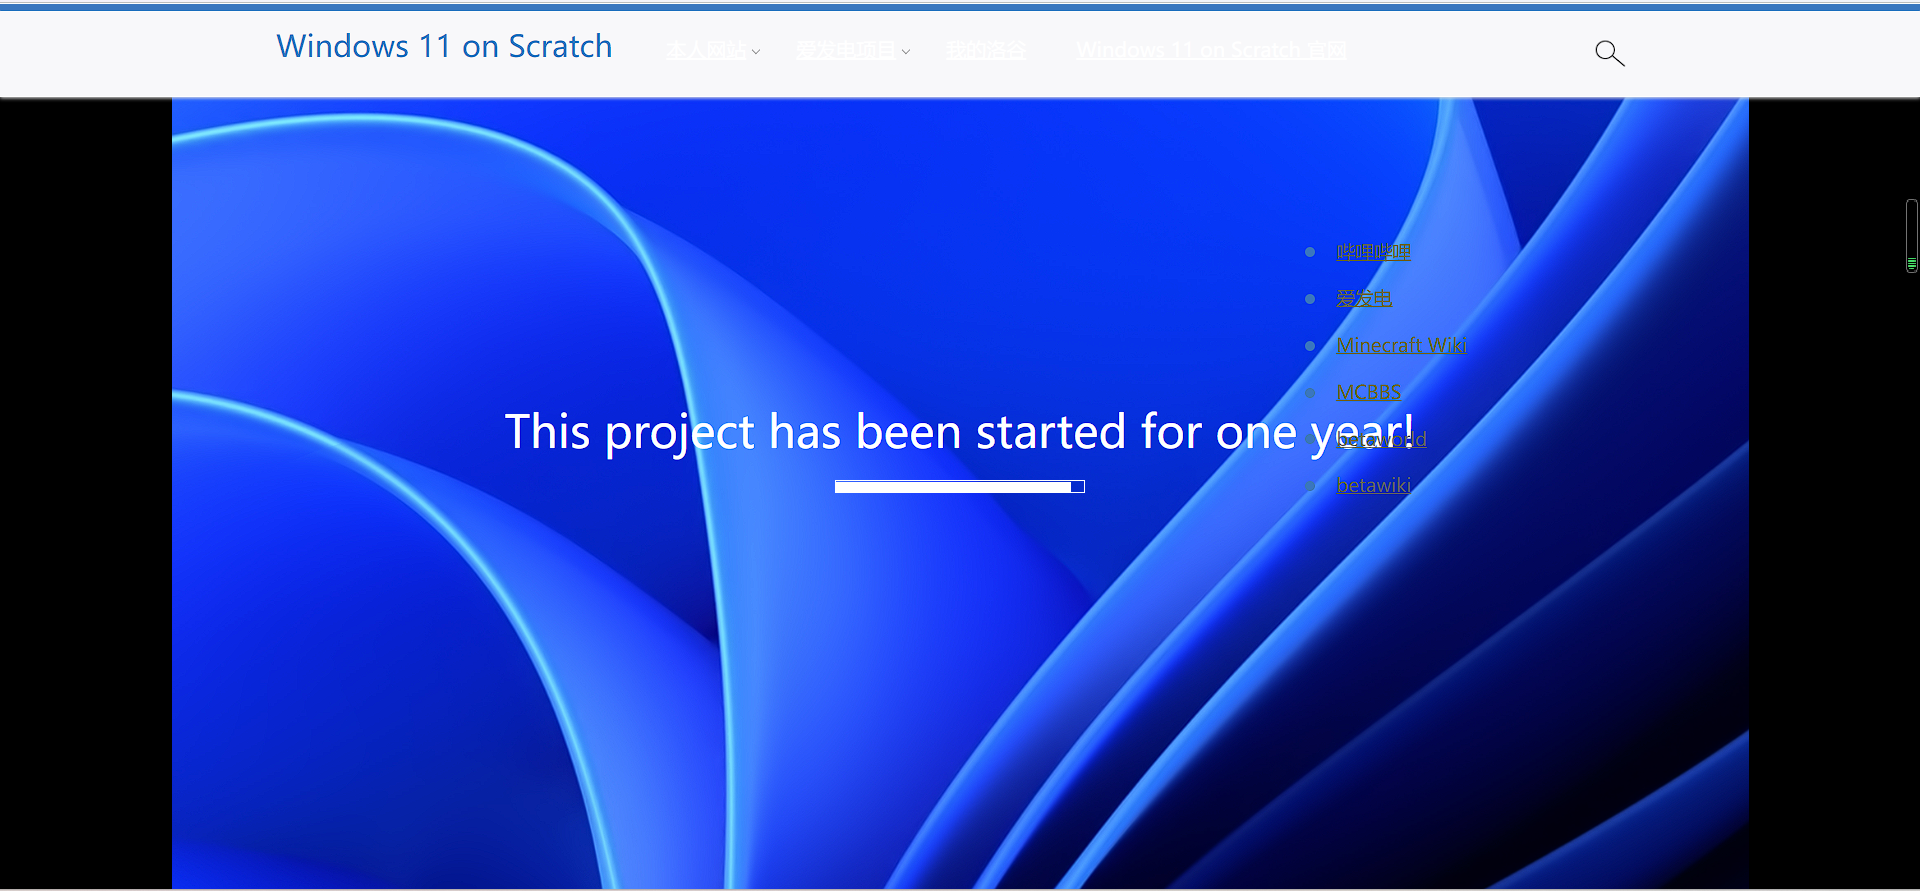 Windows 11 on Scratch
本人网站
爱发电项目
我的洛谷
Windows 11 on Scratch 官网
哔哩哔哩
爱发电
Minecraft Wiki
MCBBS
This project has been started for one year!
betaworld
betawiki